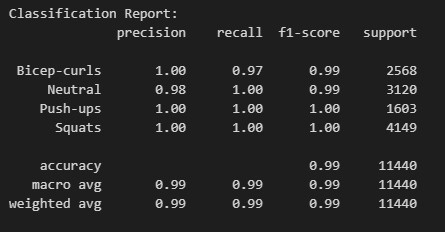 Classification Report:
precision recall f1-score support
Bicep-curls 1.00 0.97 0.99 2568
Neutral 0.98 1.00 0.99 3120
Push-ups 1.00 1.00 1.00 1603
Squats 1.00 1.00 1.00 4149
accuracy 0.99 11440
macro avg 0.99 0.99 0.99 11440
weighted avg 0.99 0.99 0.99 11440